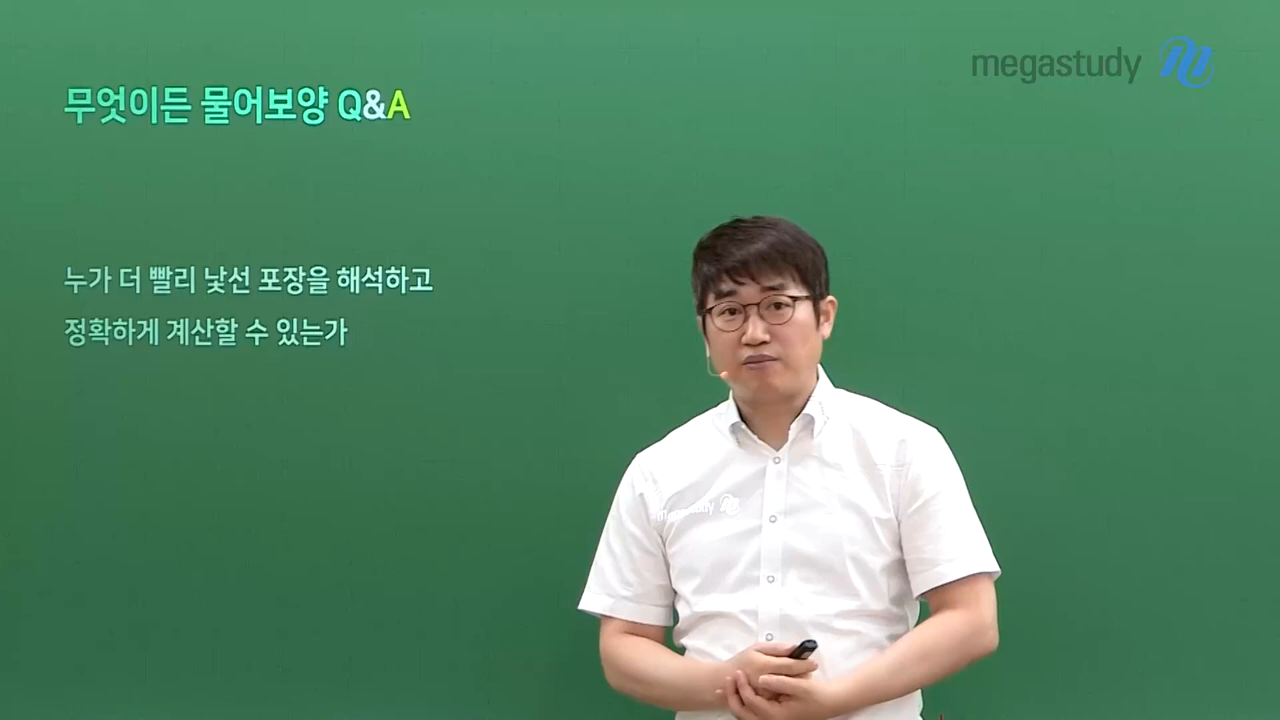 megastudy
무엇이든 물어보양 Q&A
누가 더 빨리 낯선 포장을 해석하고
정확하게 계산할 수 있는가
megastudy